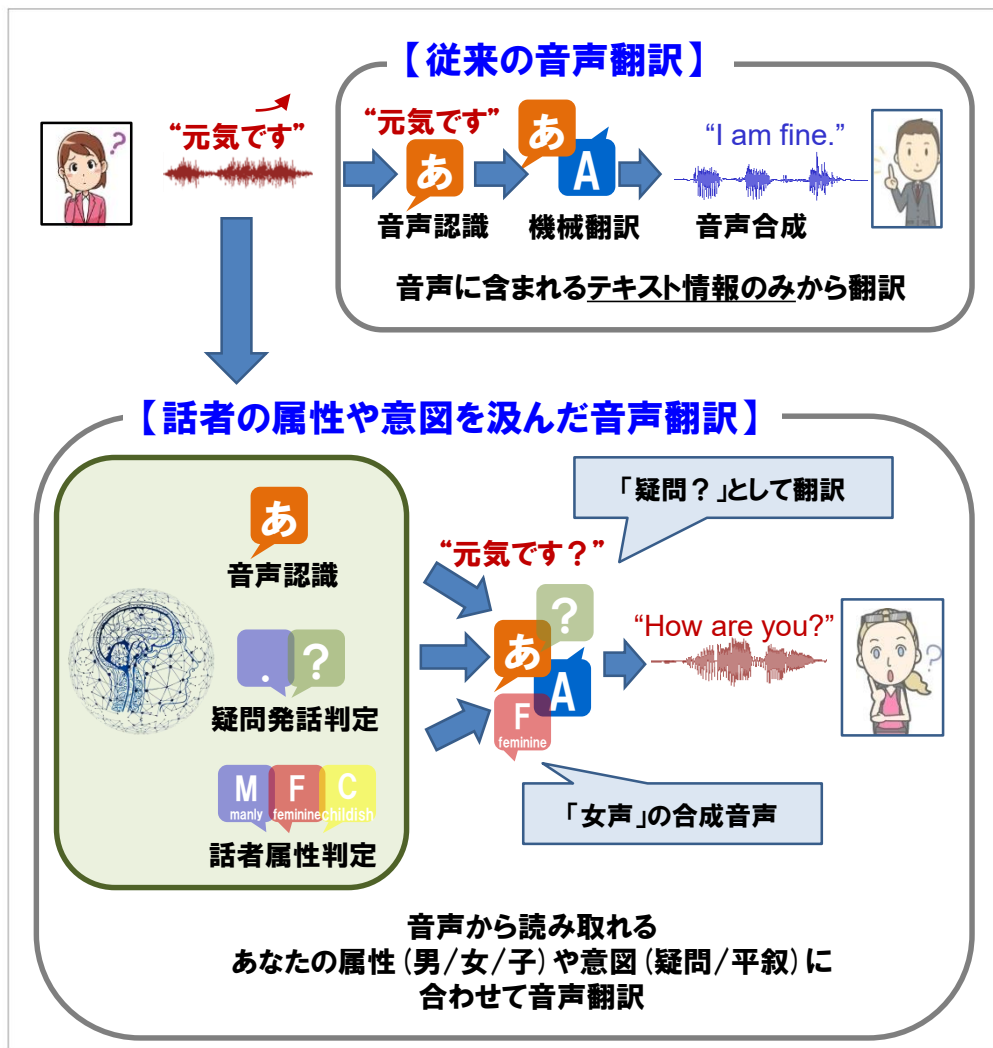 【従来の音声翻訳】
?
“元気です”
“元気です”
あ
あ
A
“I am fine.”
音声認識
機械翻訳
音声合成
音声に含まれるテキスト情報のみから翻訳
【話者の属性や意図を汲んだ音声翻訳】
あ
音声認識
. ?
疑問発話判定
M F C
manly feminine childish
話者属性判定
「疑問？」として翻訳
“元気です？”
?
あ
A
F
feminine
“How are you?”
?
「女声」の合成音声
音声から読み取れる
あなたの属性(男/女/子)や意図(疑問/平叙)に
合わせて音声翻訳